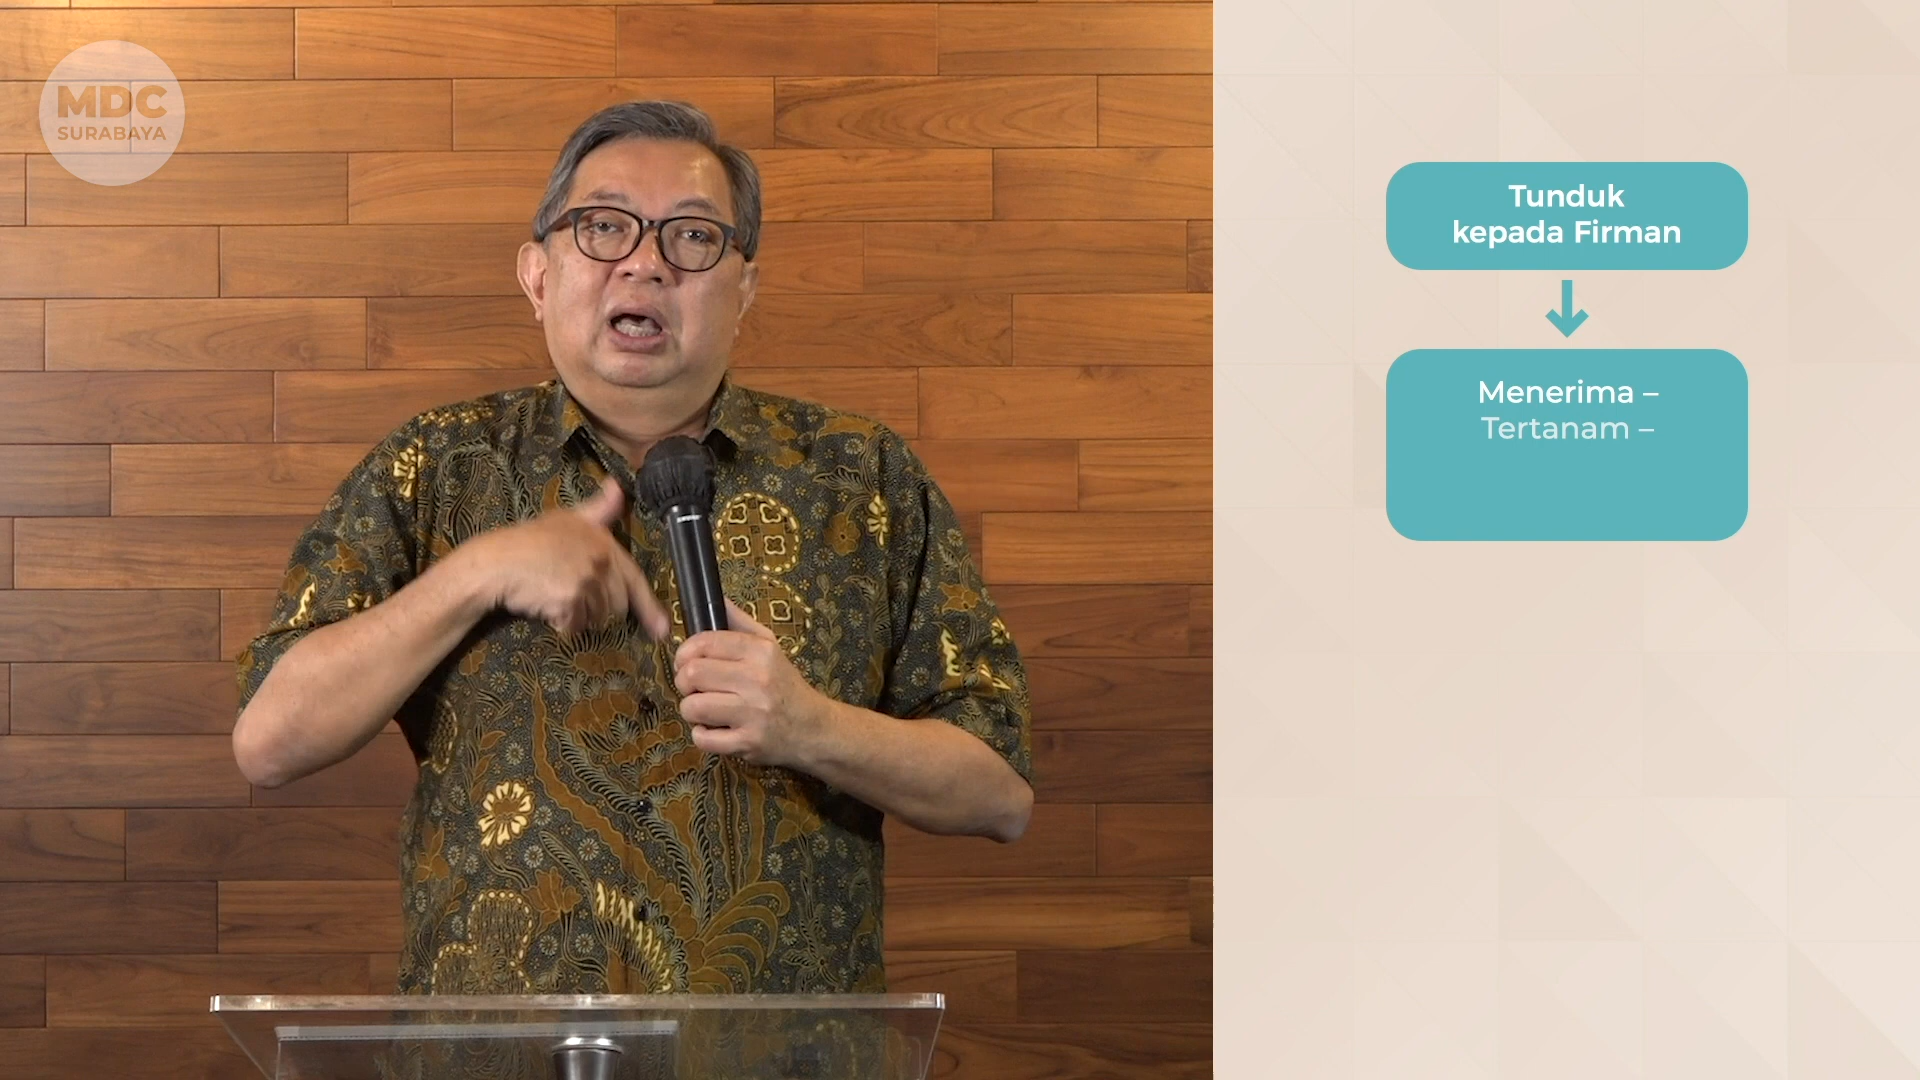 MDC
SURABAYA
Tunduk
kepada Firman
Menerima –
Tertanam –